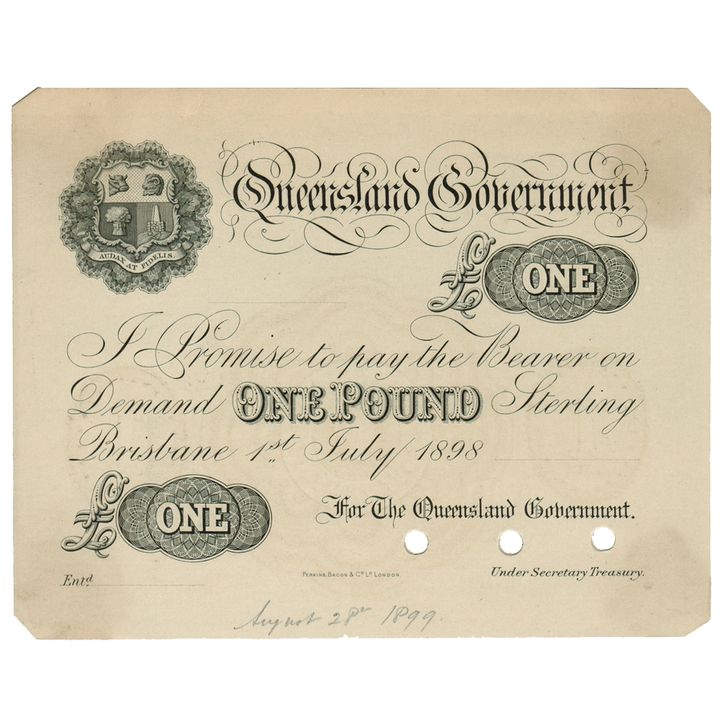 Queensland Government
AUDAX AT FIDELIS.
£ ONE
I Promise to pay the Bearer on
Demand ONE POUND Sterling
Brisbane 1st July 1898
£ ONE
For The Queensland Government.
Entd
PERKINS, BACON & Co. Ld. LONDON.
Under Secretary Treasury.
August 28th 1899.